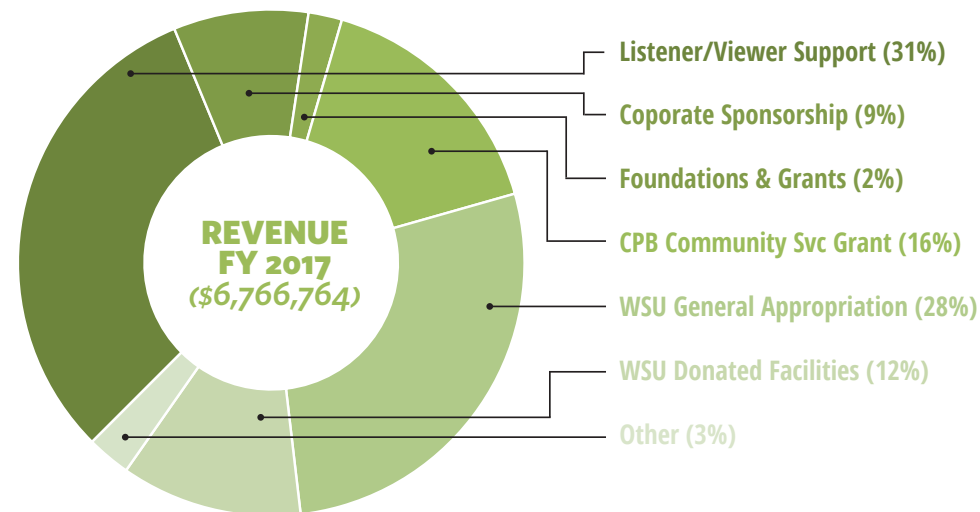 REVENUE
FY 2017
($6,766,764)
Listener/Viewer Support (31%)
Coporate Sponsorship (9%)
Foundations & Grants (2%)
CPB Community Svc Grant (16%)
WSU General Appropriation (28%)
WSU Donated Facilities (12%)
Other (3%)